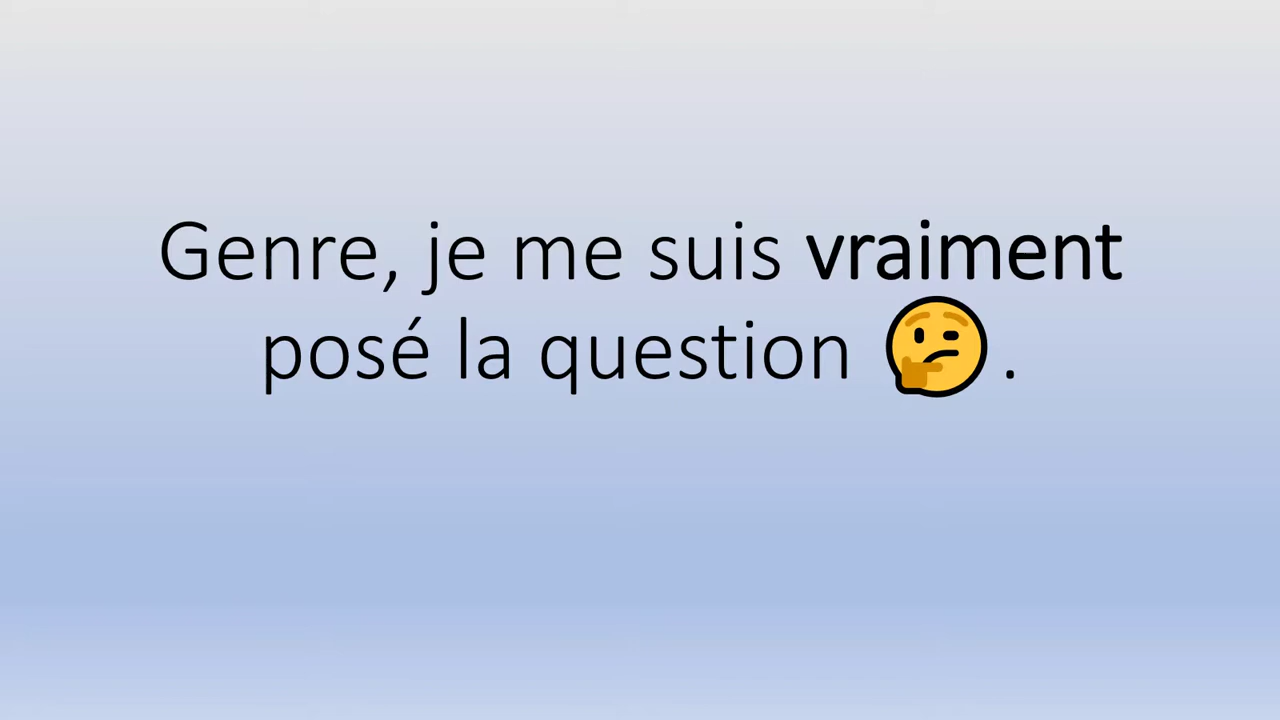 Genre, je me suis vraiment
posé la question 🤔.